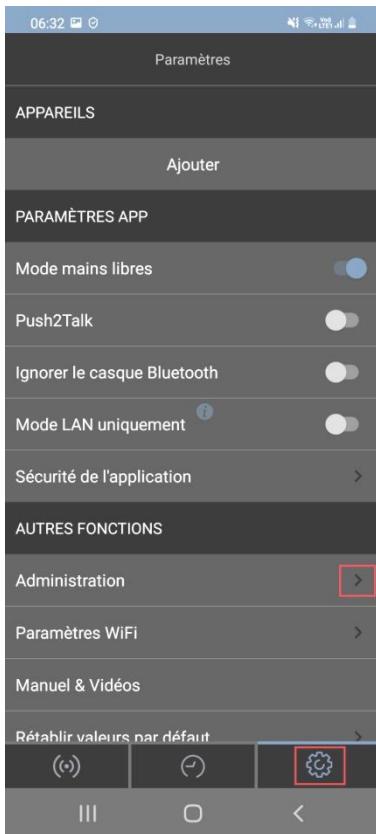 06:32
Paramètres
APPAREILS
Ajouter
PARAMÈTRES APP
Mode mains libres
Push2Talk
Ignorer le casque Bluetooth
Mode LAN uniquement i
Sécurité de l'application
AUTRES FONCTIONS
Administration
Paramètres WiFi
Manuel & Vidéos
Rétablir valeurs par défaut